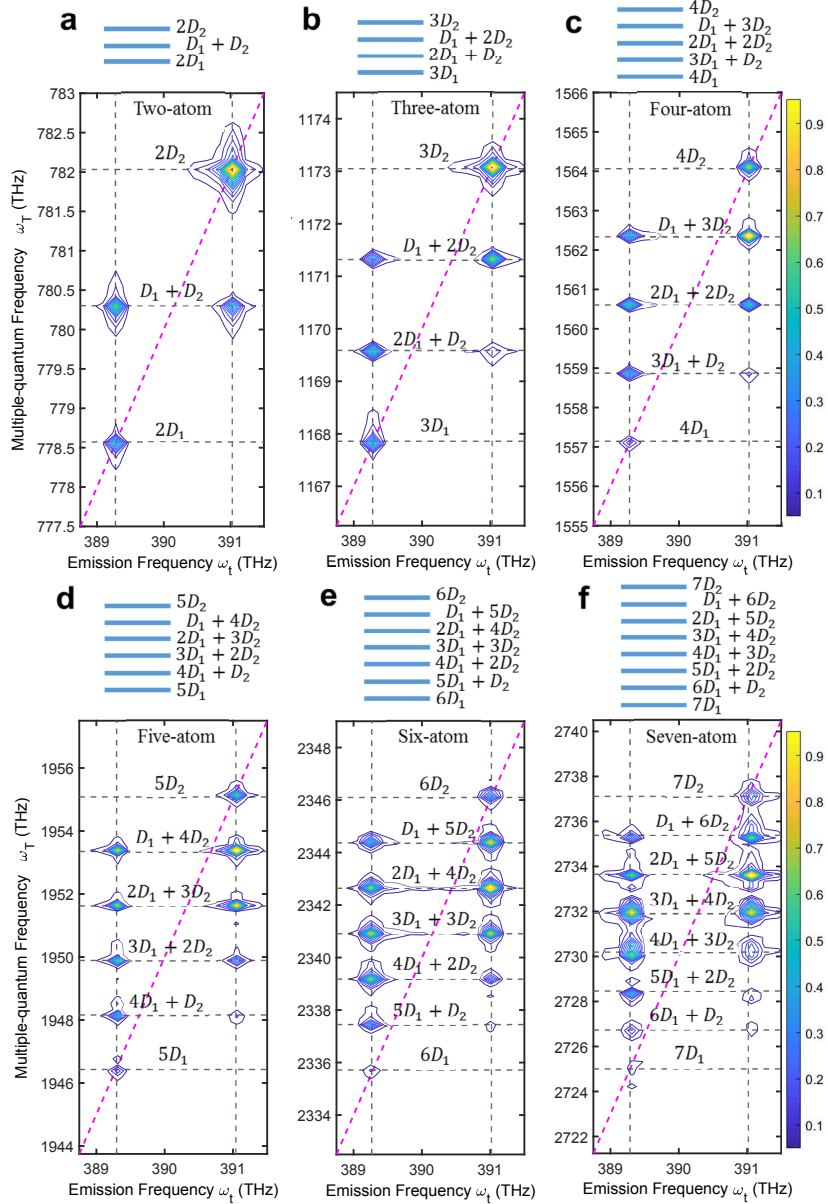 a
2D₂
D₁ + D₂
2D₁
b
3D₂
D₁ + 2D₂
2D₁ + D₂
3D₁
c
4D₂
D₁ + 3D₂
2D₁ + 2D₂
3D₁ + D₂
4D₁
Two-atom
2D₂
D₁ + D₂
2D₁
783
782.5
782
781.5
781
780.5
780
779.5
779
778.5
778
777.5
389
390
391
Multiple-quantum Frequency ω_T (THz)
Emission Frequency ω_t (THz)
Three-atom
3D₂
D₁ + 2D₂
2D₁ + D₂
3D₁
1174
1173
1172
1171
1170
1169
1168
1167
389
390
391
Emission Frequency ω_t (THz)
Four-atom
4D₂
D₁ + 3D₂
2D₁ + 2D₂
3D₁ + D₂
4D₁
1566
1565
1564
1563
1562
1561
1560
1559
1558
1557
1556
1555
389
390
391
Emission Frequency ω_t (THz)
0.9
0.8
0.7
0.6
0.5
0.4
0.3
0.2
0.1
d
5D₂
D₁ + 4D₂
2D₁ + 3D₂
3D₁ + 2D₂
4D₁ + D₂
5D₁
e
6D₂
D₁ + 5D₂
2D₁ + 4D₂
3D₁ + 3D₂
4D₁ + 2D₂
5D₁ + D₂
6D₁
f
7D₂
D₁ + 6D₂
2D₁ + 5D₂
3D₁ + 4D₂
4D₁ + 3D₂
5D₁ + 2D₂
6D₁ + D₂
7D₁
Five-atom
5D₂
D₁ + 4D₂
2D₁ + 3D₂
3D₁ + 2D₂
4D₁ + D₂
5D₁
1956
1954
1952
1950
1948
1946
1944
389
390
391
Multiple-quantum Frequency ω_T (THz)
Emission Frequency ω_t (THz)
Six-atom
6D₂
D₁ + 5D₂
2D₁ + 4D₂
3D₁ + 3D₂
4D₁ + 2D₂
5D₁ + D₂
6D₁
2348
2346
2344
2342
2340
2338
2336
2334
389
390
391
Emission Frequency ω_t (THz)
Seven-atom
7D₂
D₁ + 6D₂
2D₁ + 5D₂
3D₁ + 4D₂
4D₁ + 3D₂
5D₁ + 2D₂
6D₁ + D₂
7D₁
2740
2738
2736
2734
2732
2730
2728
2726
2724
2722
389
390
391
Emission Frequency ω_t (THz)
0.9
0.8
0.7
0.6
0.5
0.4
0.3
0.2
0.1